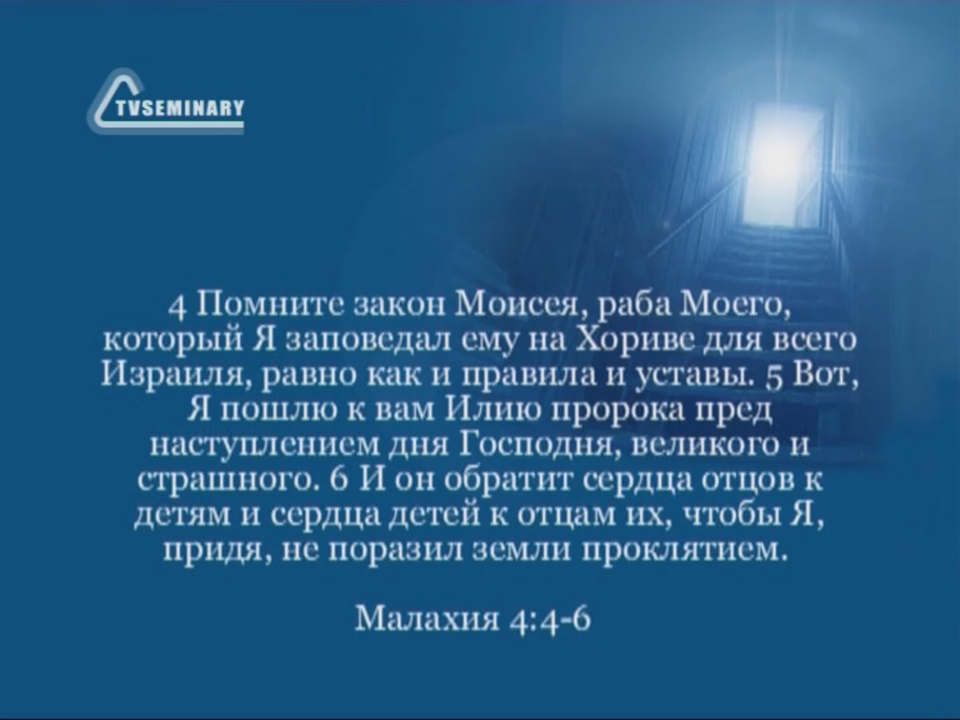 TVSEMINARY
4 Помните закон Моисея, раба Моего,
который Я заповедал ему на Хориве для всего
Израиля, равно как и правила и уставы. 5 Вот,
Я пошлю к вам Илию пророка пред
наступлением дня Господня, великого и
страшного. 6 И он обратит сердца отцов к
детям и сердца детей к отцам их, чтобы Я,
придя, не поразил земли проклятием.
Малахия 4:4-6